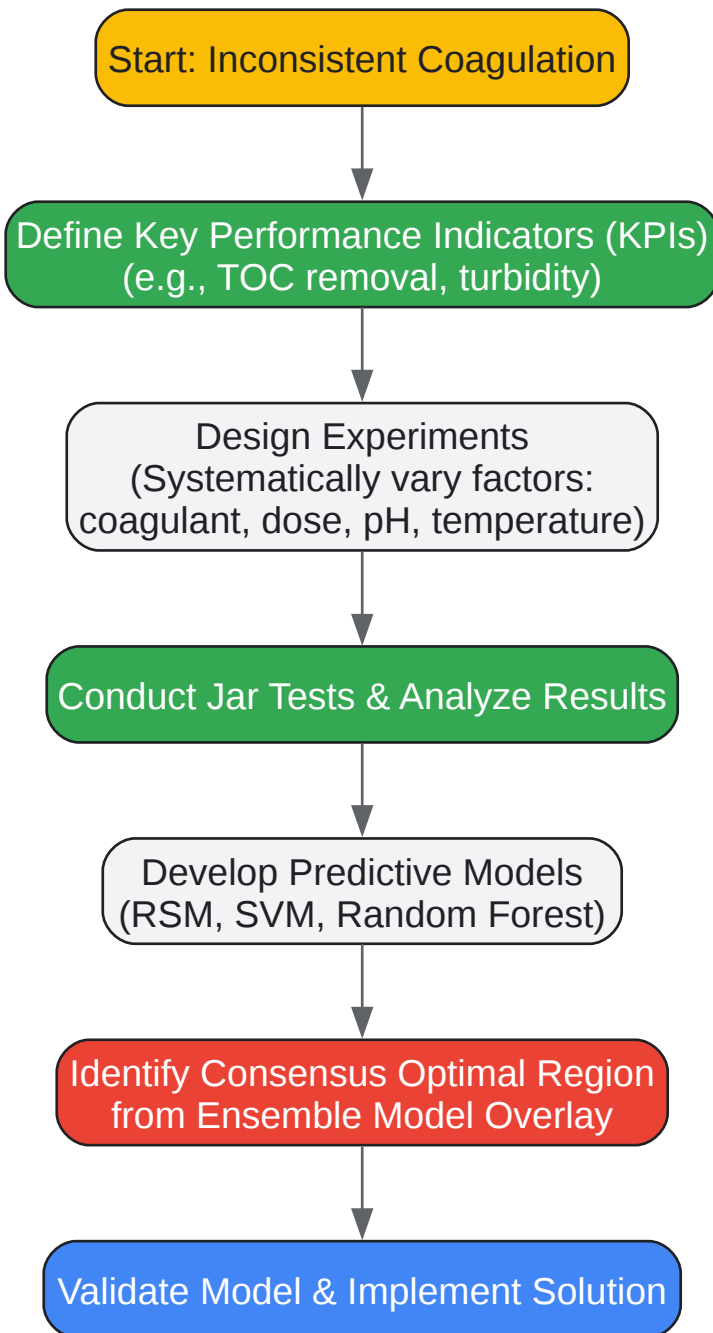 Start: Inconsistent Coagulation
Define Key Performance Indicators (KPIs)
(e.g., TOC removal, turbidity)
Design Experiments
(Systematically vary factors:
coagulant, dose, pH, temperature)
Conduct Jar Tests & Analyze Results
Develop Predictive Models
(RSM, SVM, Random Forest)
Identify Consensus Optimal Region
from Ensemble Model Overlay
Validate Model & Implement Solution